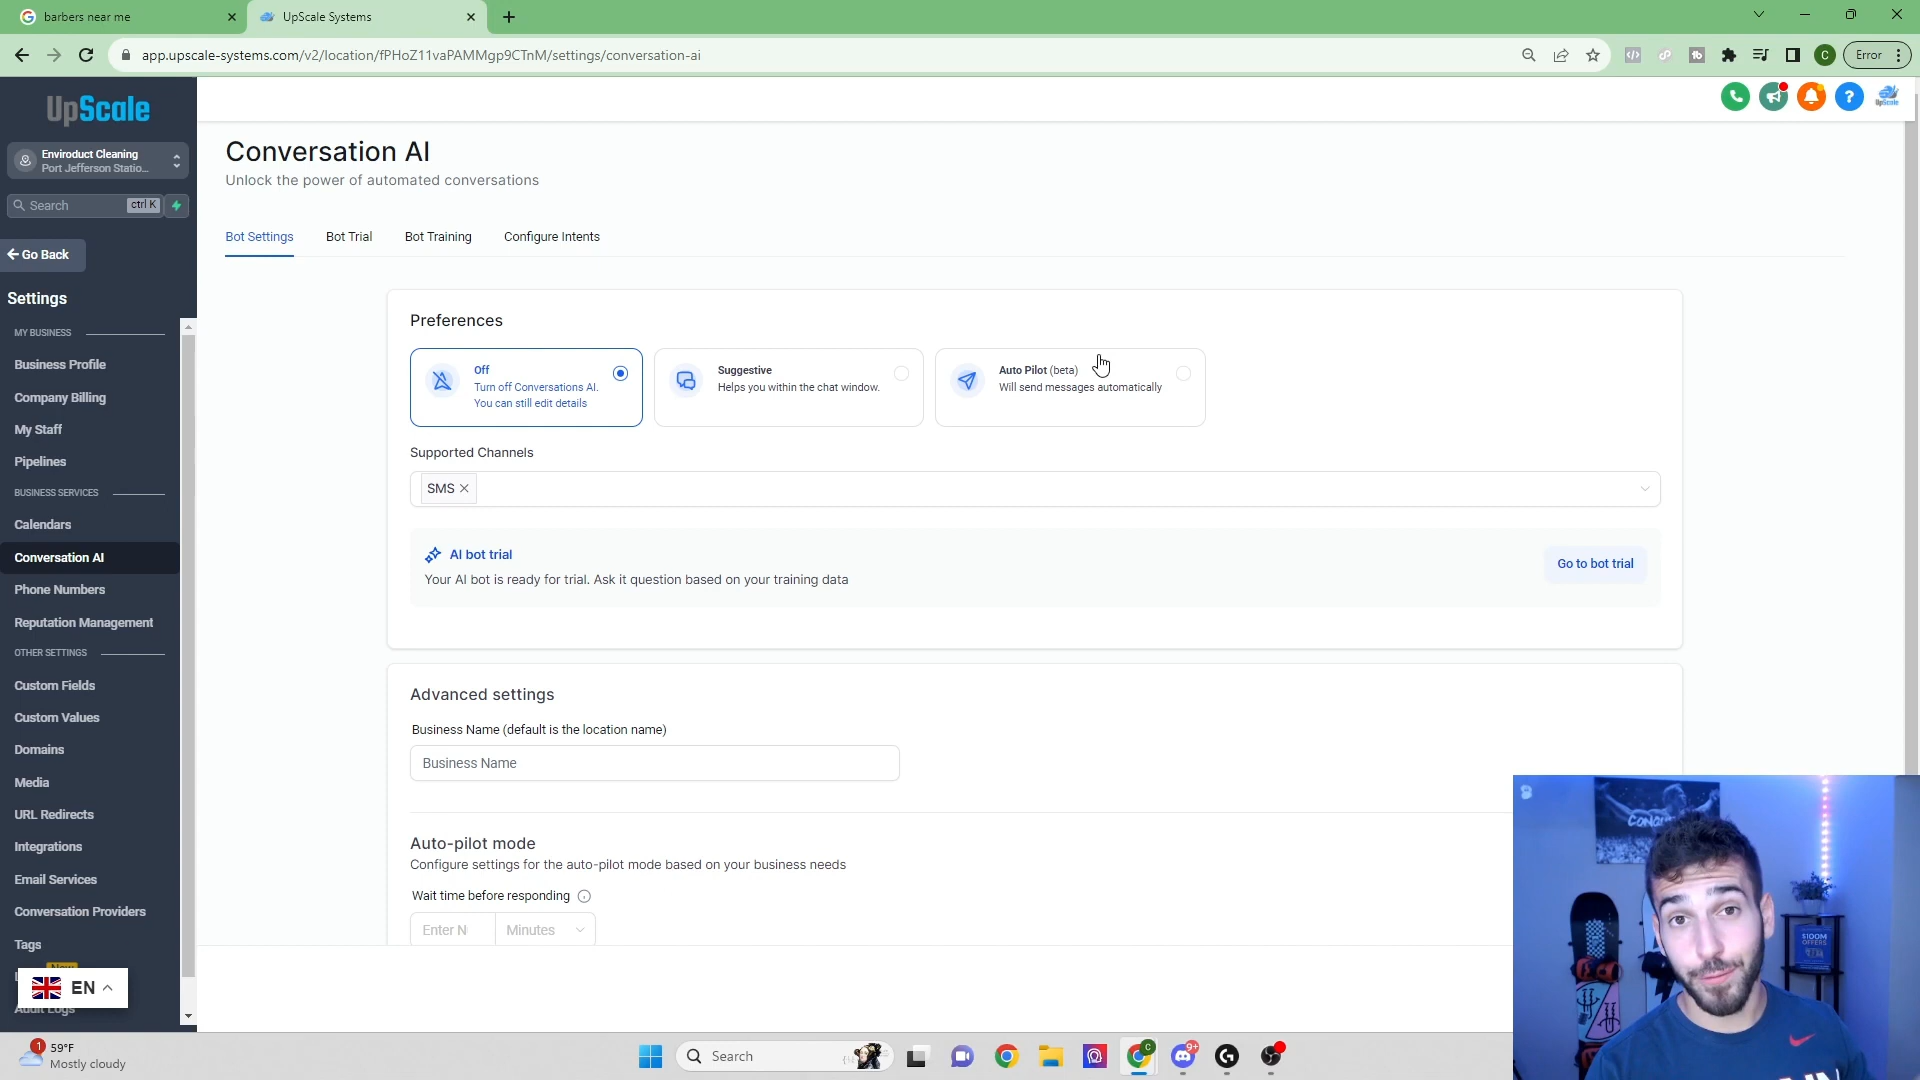 barbers near me
UpScale Systems
app.upscale-systems.com/v2/location/fPHoZ11vaPAMMgp9CTnM/settings/conversation-ai
C
Error
UpScale
Enviroduct Cleaning
Port Jefferson Statio...
Search
ctrl K
Go Back
Settings
MY BUSINESS
Business Profile
Company Billing
My Staff
Pipelines
BUSINESS SERVICES
Calendars
Conversation AI
Phone Numbers
Reputation Management
OTHER SETTINGS
Custom Fields
Custom Values
Domains
Media
URL Redirects
Integrations
Email Services
Conversation Providers
Tags
New
Audit Logs
EN
UpScale
Conversation AI
Unlock the power of automated conversations
Bot Settings
Bot Trial
Bot Training
Configure Intents
Preferences
Off
Turn off Conversations AI.
You can still edit details
Suggestive
Helps you within the chat window.
Auto Pilot (beta)
Will send messages automatically
Supported Channels
SMS
AI bot trial
Your AI bot is ready for trial. Ask it question based on your training data
Go to bot trial
Advanced settings
Business Name (default is the location name)
Business Name
Auto-pilot mode
Configure settings for the auto-pilot mode based on your business needs
Wait time before responding
Enter N
Minutes
$100M
OFFERS
1
59°F
Mostly cloudy
Search
C
9+